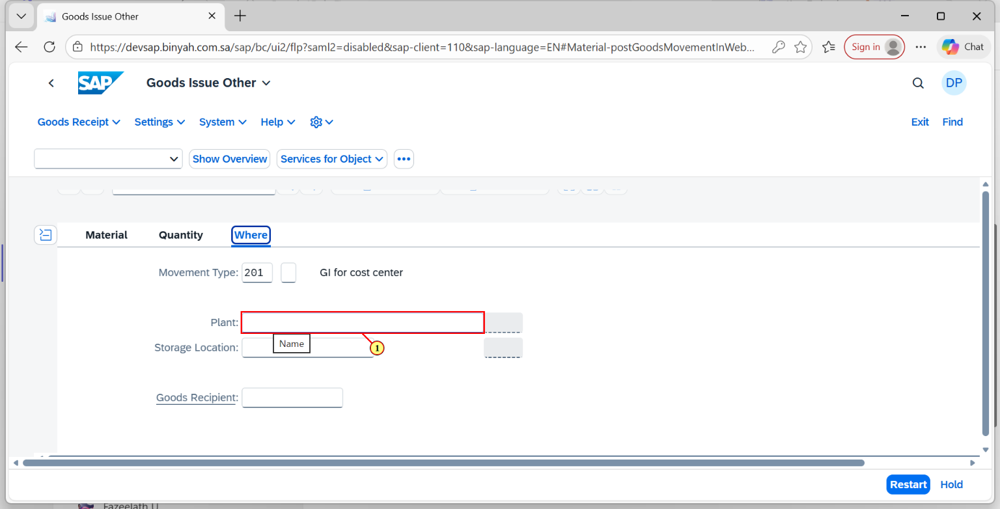 Goods Issue Other
https://devsap.binyah.com.sa/sap/bc/ui2/flp?saml2=disabled&sap-client=110&sap-language=EN#Material-postGoodsMovementInWeb...
Sign in
Chat
SAP
Goods Issue Other
DP
Goods Receipt
Settings
System
Help
Exit
Find
Show Overview
Services for Object
Material
Quantity
Where
Movement Type:
201
GI for cost center
Plant:
Storage Location:
Name
1
Goods Recipient:
Restart
Hold
Fazeelath U